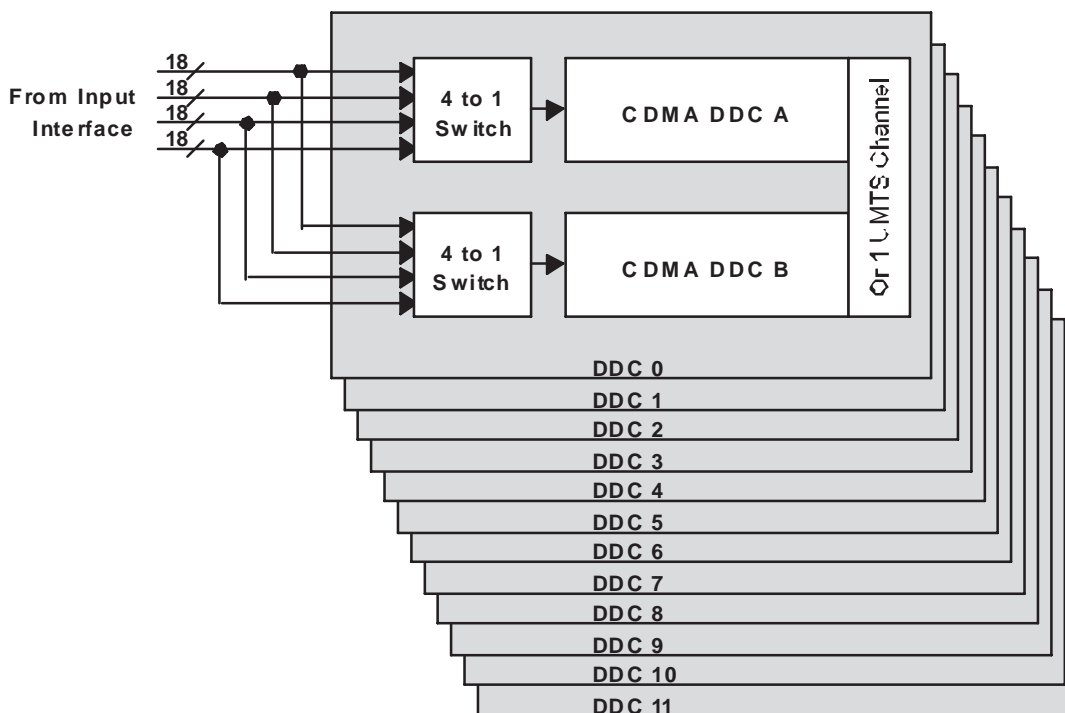 18
18
18
18
From Input
Interface
4 to 1
Switch
CDMA DDC A
4 to 1
Switch
CDMA DDC B
Or 1 UMTS Channel
DDC 0
DDC 1
DDC 2
DDC 3
DDC 4
DDC 5
DDC 6
DDC 7
DDC 8
DDC 9
DDC 10
DDC 11